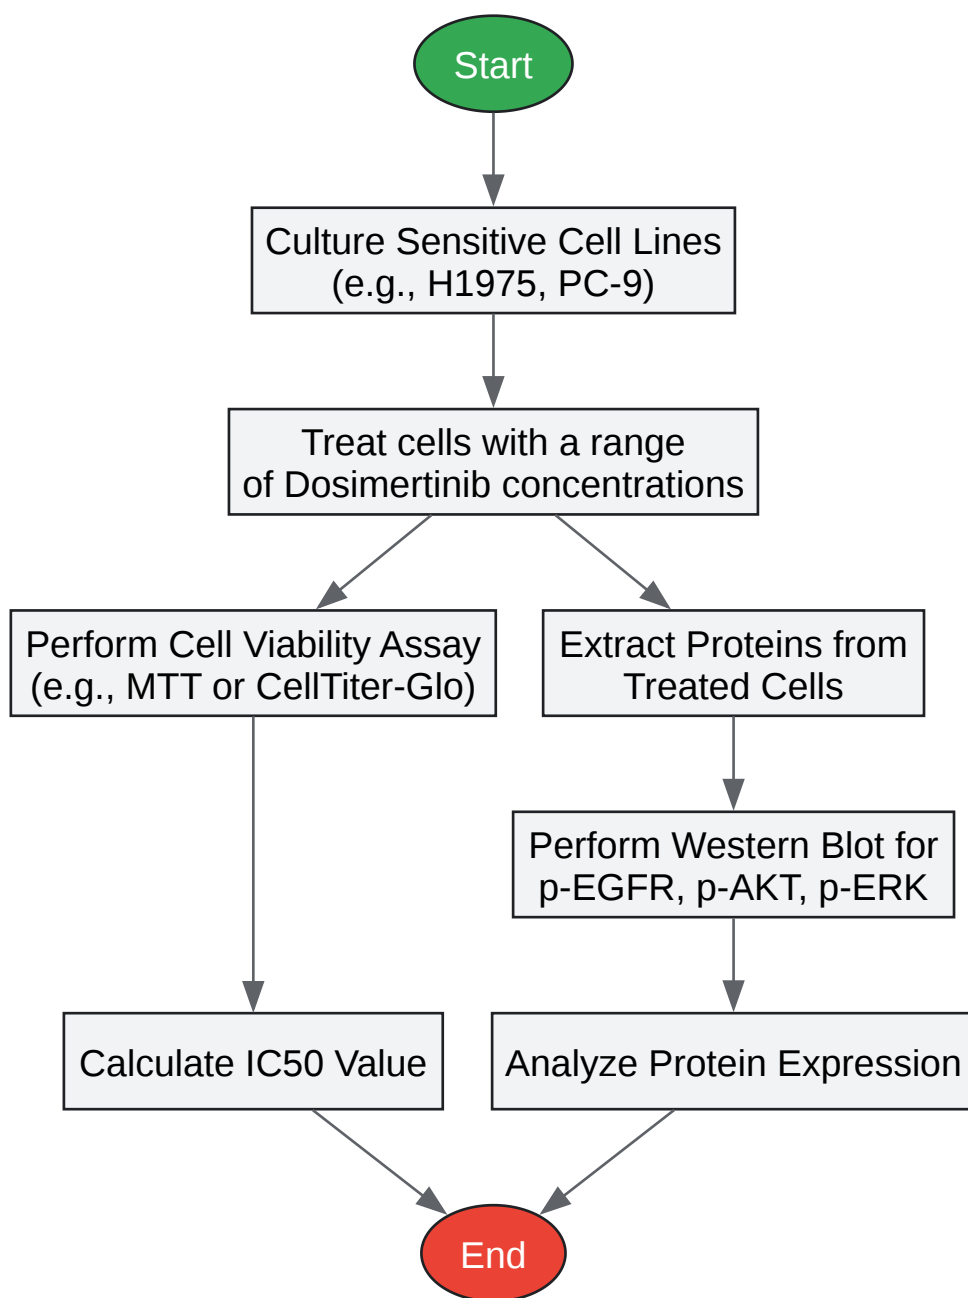 Start
Culture Sensitive Cell Lines
(e.g., H1975, PC-9)
Treat cells with a range
of Dosimertinib concentrations
Perform Cell Viability Assay
(e.g., MTT or CellTiter-Glo)
Extract Proteins from
Treated Cells
Perform Western Blot for
p-EGFR, p-AKT, p-ERK
Calculate IC50 Value
Analyze Protein Expression
End